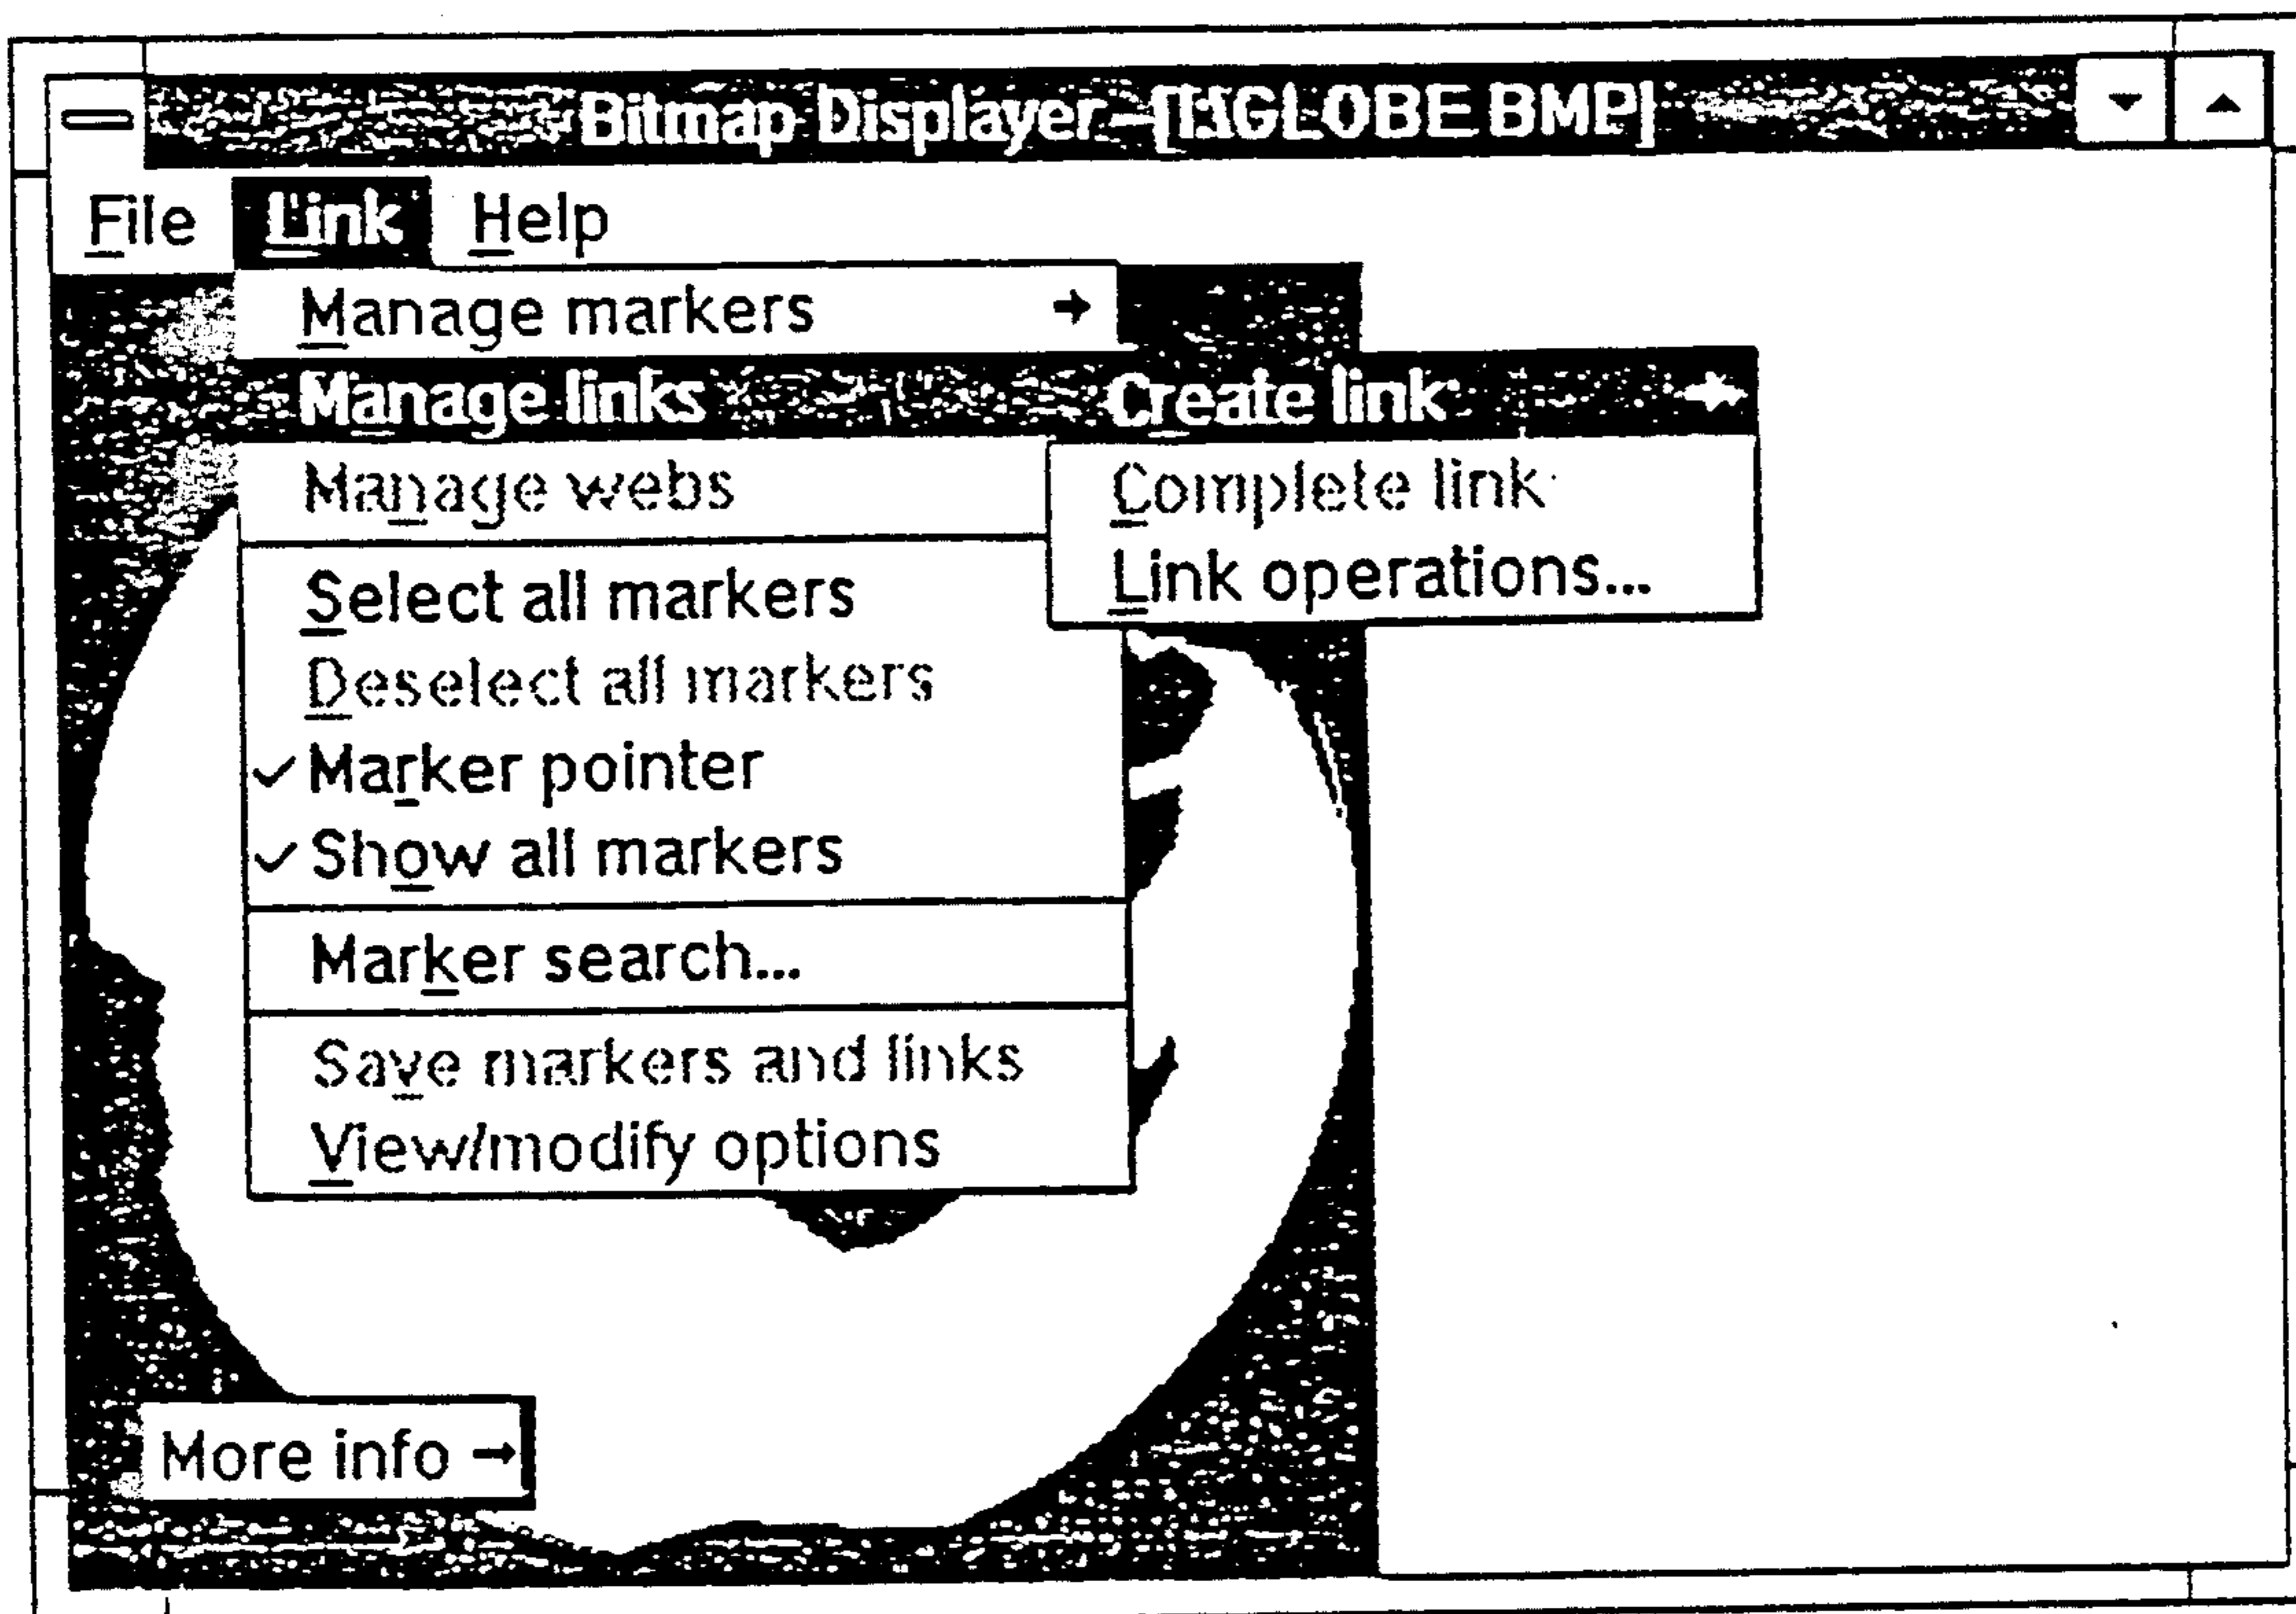 Bitmap Displayer - [I:\GLOBE BMP]
File Link Help
Manage markers →
Manage links Create link →
Manage webs Complete link
Link operations...
Select all markers
Deselect all markers
✓ Marker pointer
✓ Show all markers
Marker search...
Save markers and links
View/modify options
More info →